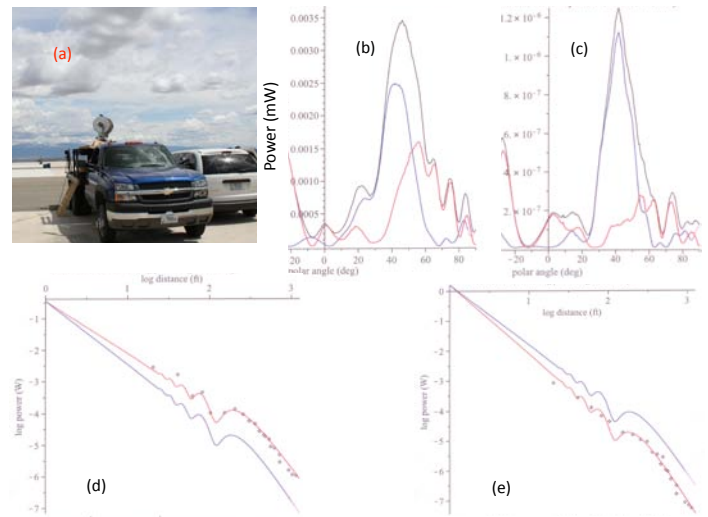 (a)
Power (mW)
(b)
0.0035
0.0030
0.0025
0.0020
0.0015
0.0010
0.0005
20 0 20 40 60 80
polar angle (deg)
(c)
1.2 × 10⁻⁶
1. × 10⁻⁶
8. × 10⁻⁷
6. × 10⁻⁷
4. × 10⁻⁷
2. × 10⁻⁷
−20 0 20 40 60 80
polar angle (deg)
log distance (ft)
0 2 3
−1
−2
−3
−4
−5
−6
−7
log power (W)
(d)
0
1 2 3
log distance (ft)
−1
−2
−3
−4
−5
−6
−7
log power (W)
(e)